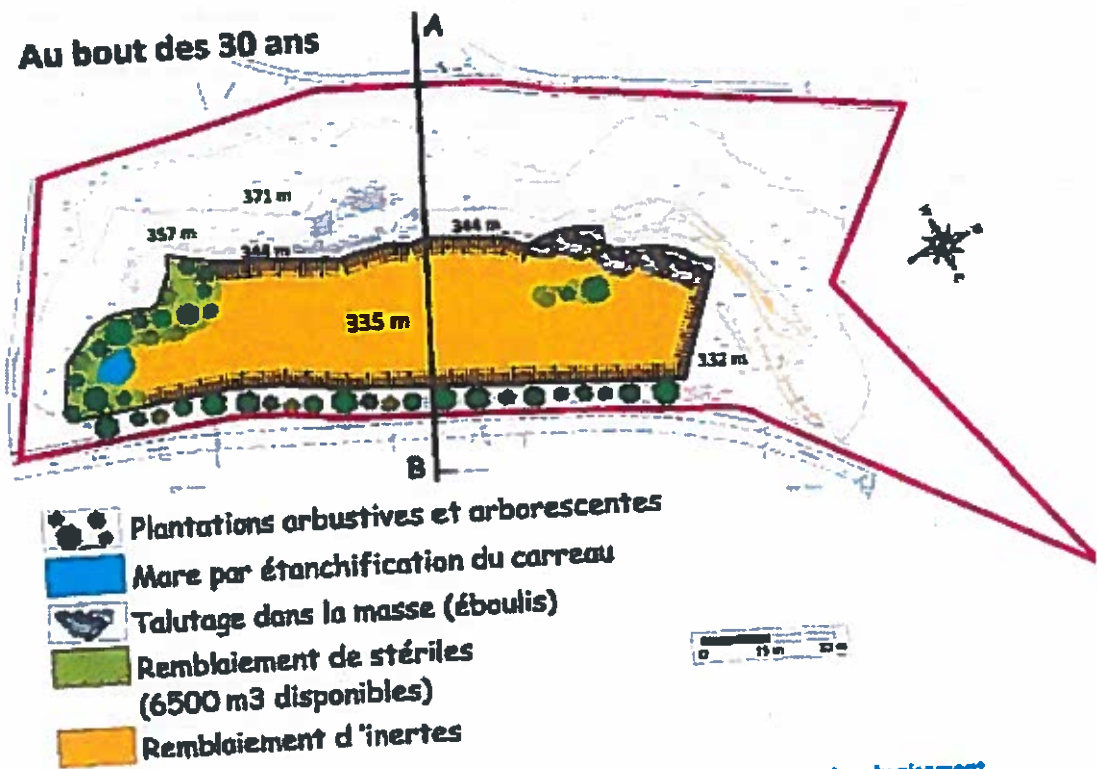 Au bout des 30 ans
A
371 m
357 m
344 m
344 m
335 m
332 m
B
Plantations arbustives et arborescentes
Mare par étanchification du carreau
Talutage dans la masse (éboulis)
Remblaiement de stériles
(6500 m3 disponibles)
Remblaiement d'inertes
0